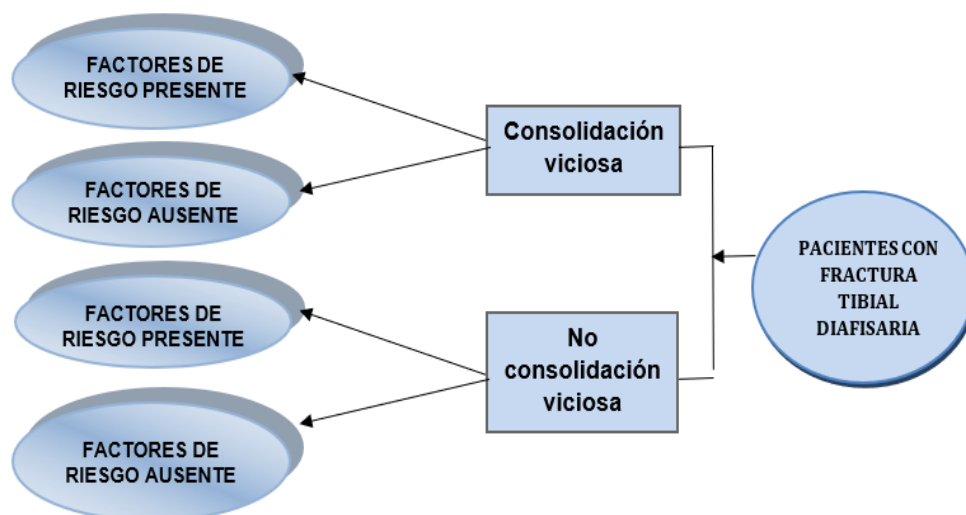 FACTORES DE
RIESGO PRESENTE
FACTORES DE
RIESGO AUSENTE
FACTORES DE
RIESGO PRESENTE
FACTORES DE
RIESGO AUSENTE
Consolidación
viciosa
No
consolidación
viciosa
PACIENTES CON
FRACTURA
TIBIAL
DIAFISARIA